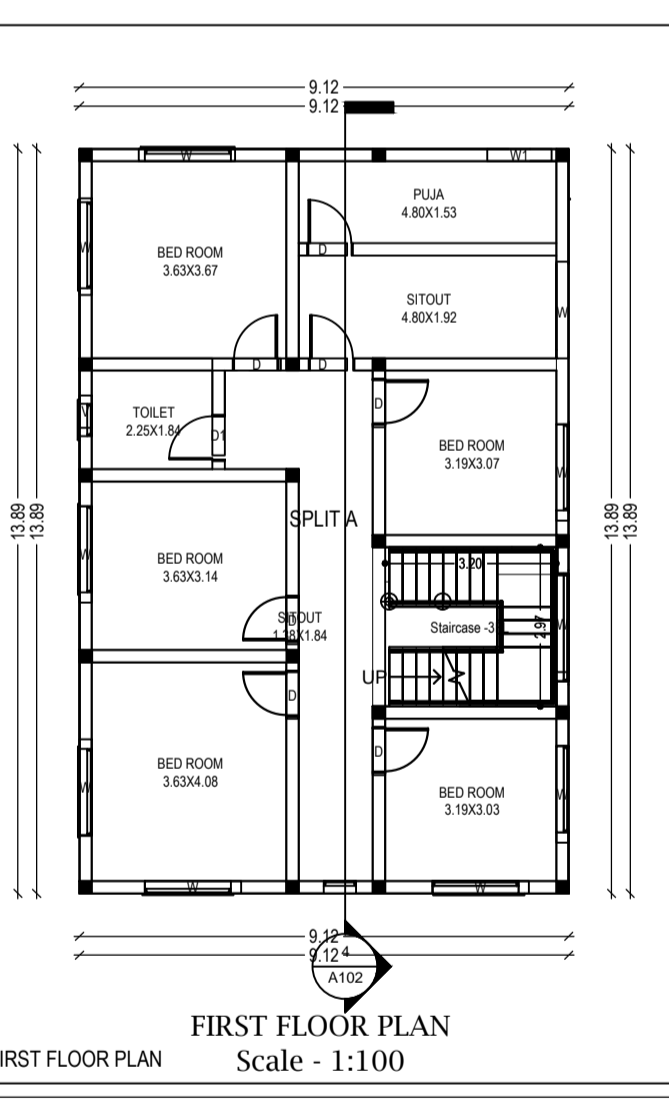 9.12
9.12
W
W1
PUJA
4.80X1.53
W
BED ROOM
3.63X3.67
D
SITOUT
4.80X1.92
W
D
D
TOILET
2.25X1.84
V
D1
D
BED ROOM
3.19X3.07
W
13.89
13.89
13.89
13.89
SPLIT A
W
BED ROOM
3.63X3.14
3.20
SITOUT
1.38X1.84
D
Staircase -3
2.97
W
UP
D
D
BED ROOM
3.63X4.08
W
BED ROOM
3.19X3.03
W
W
W
9.12
9.12
4
A102
FIRST FLOOR PLAN
IRST FLOOR PLAN
Scale - 1:100